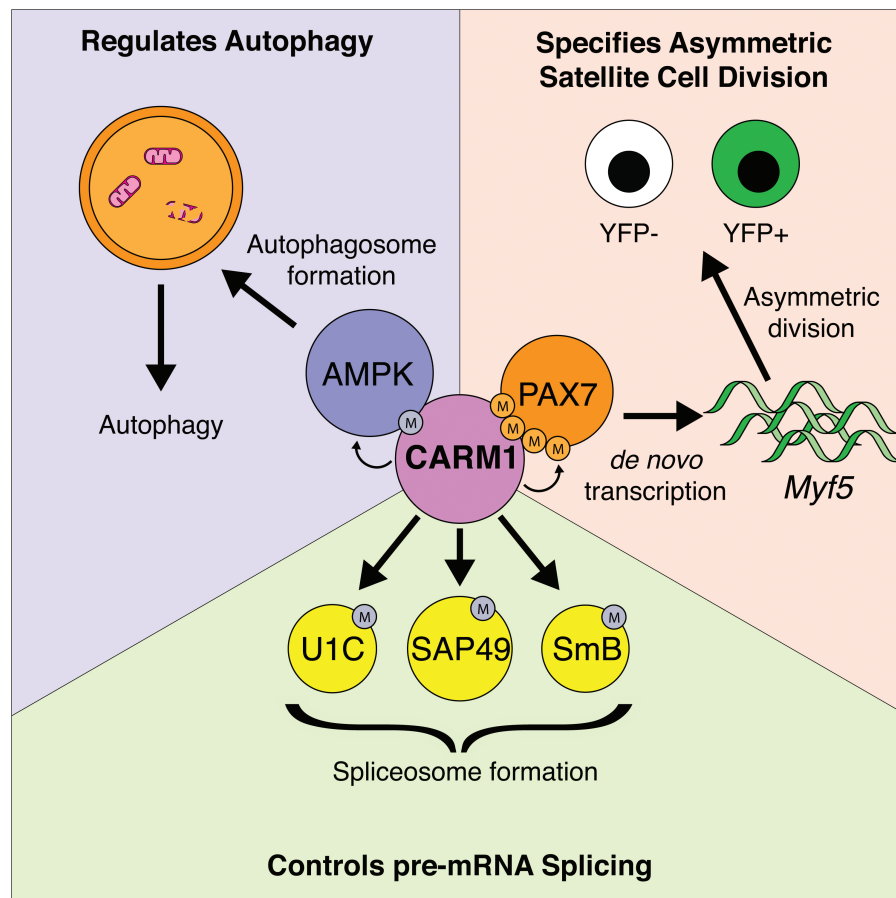 Regulates Autophagy
Autophagosome
formation
Autophagy
AMPK
M
Specifies Asymmetric
Satellite Cell Division
YFP-
YFP+
Asymmetric
division
PAX7
M
M
M
M
de novo
transcription
Myf5
CARM1
M
U1C
M
SAP49
M
SmB
Spliceosome formation
Controls pre-mRNA Splicing